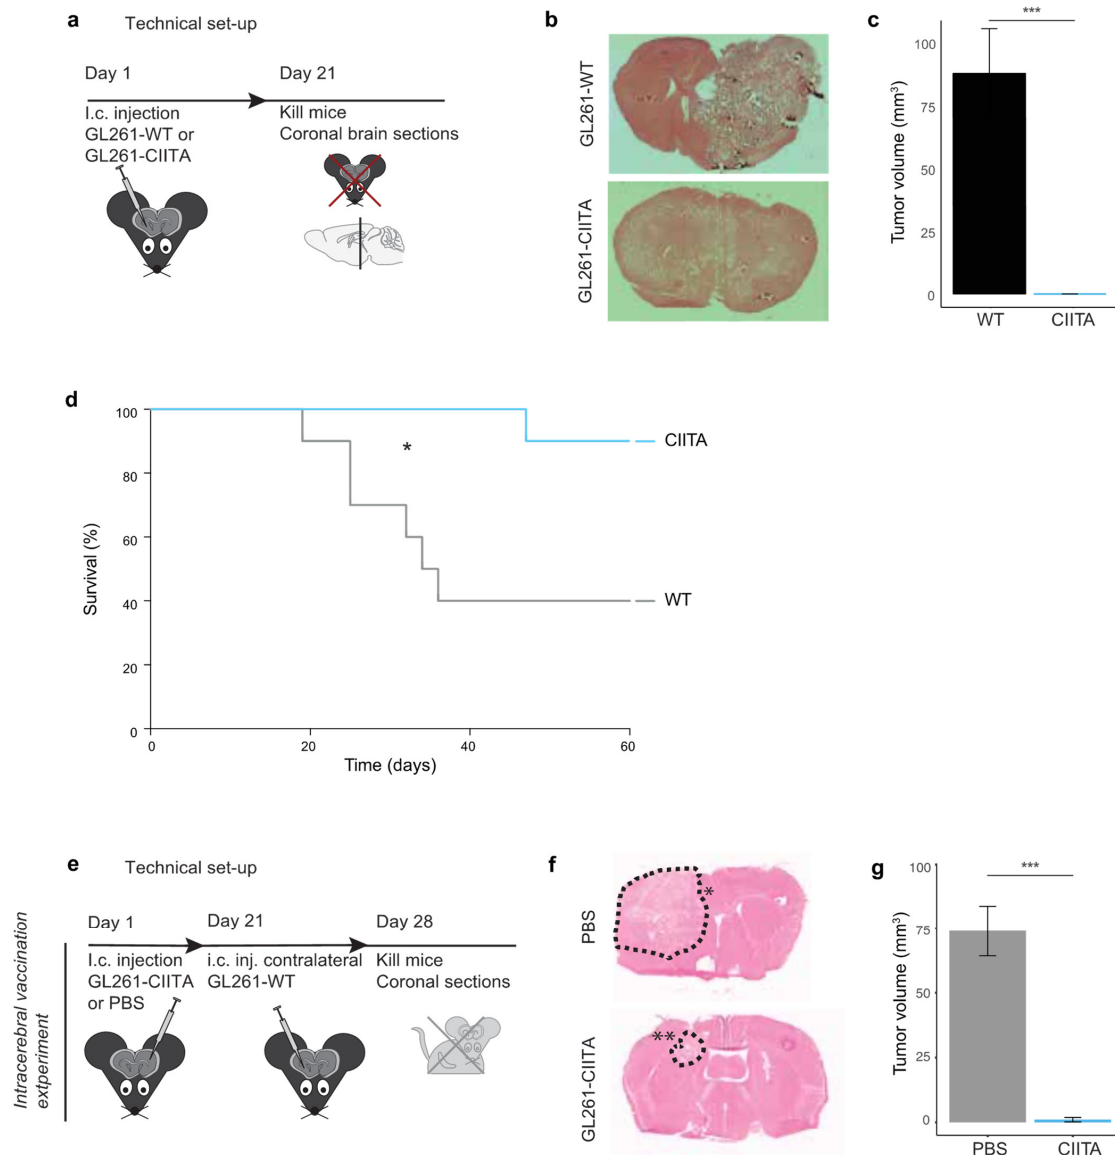 a
Technical set-up
Day 1
Day 21
I.c. injection
GL261-WT or
GL261-CIITA
Kill mice
Coronal brain sections
b
GL261-WT
GL261-CIITA
c
***
Tumor volume (mm³)
100
75
50
25
0
WT
CIITA
d
Survival (%)
100
80
60
40
20
0
*
CIITA
WT
0
20
40
60
Time (days)
e
Technical set-up
Intracerebral vaccination
extperiment
Day 1
Day 21
Day 28
I.c. injection
GL261-CIITA
or PBS
i.c. inj. contralateral
GL261-WT
Kill mice
Coronal sections
f
PBS
*
GL261-CIITA
**
g
***
Tumor volume (mm³)
100
75
50
25
0
PBS
CIITA